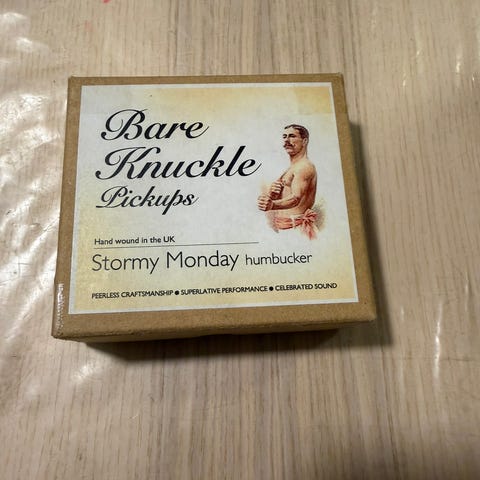 Bare
Knuckle
Pickups
Hand wound in the UK
Stormy Monday humbucker
PEERLESS CRAFTSMANSHIP ● SUPERLATIVE PERFORMANCE ● CELEBRATED SOUND